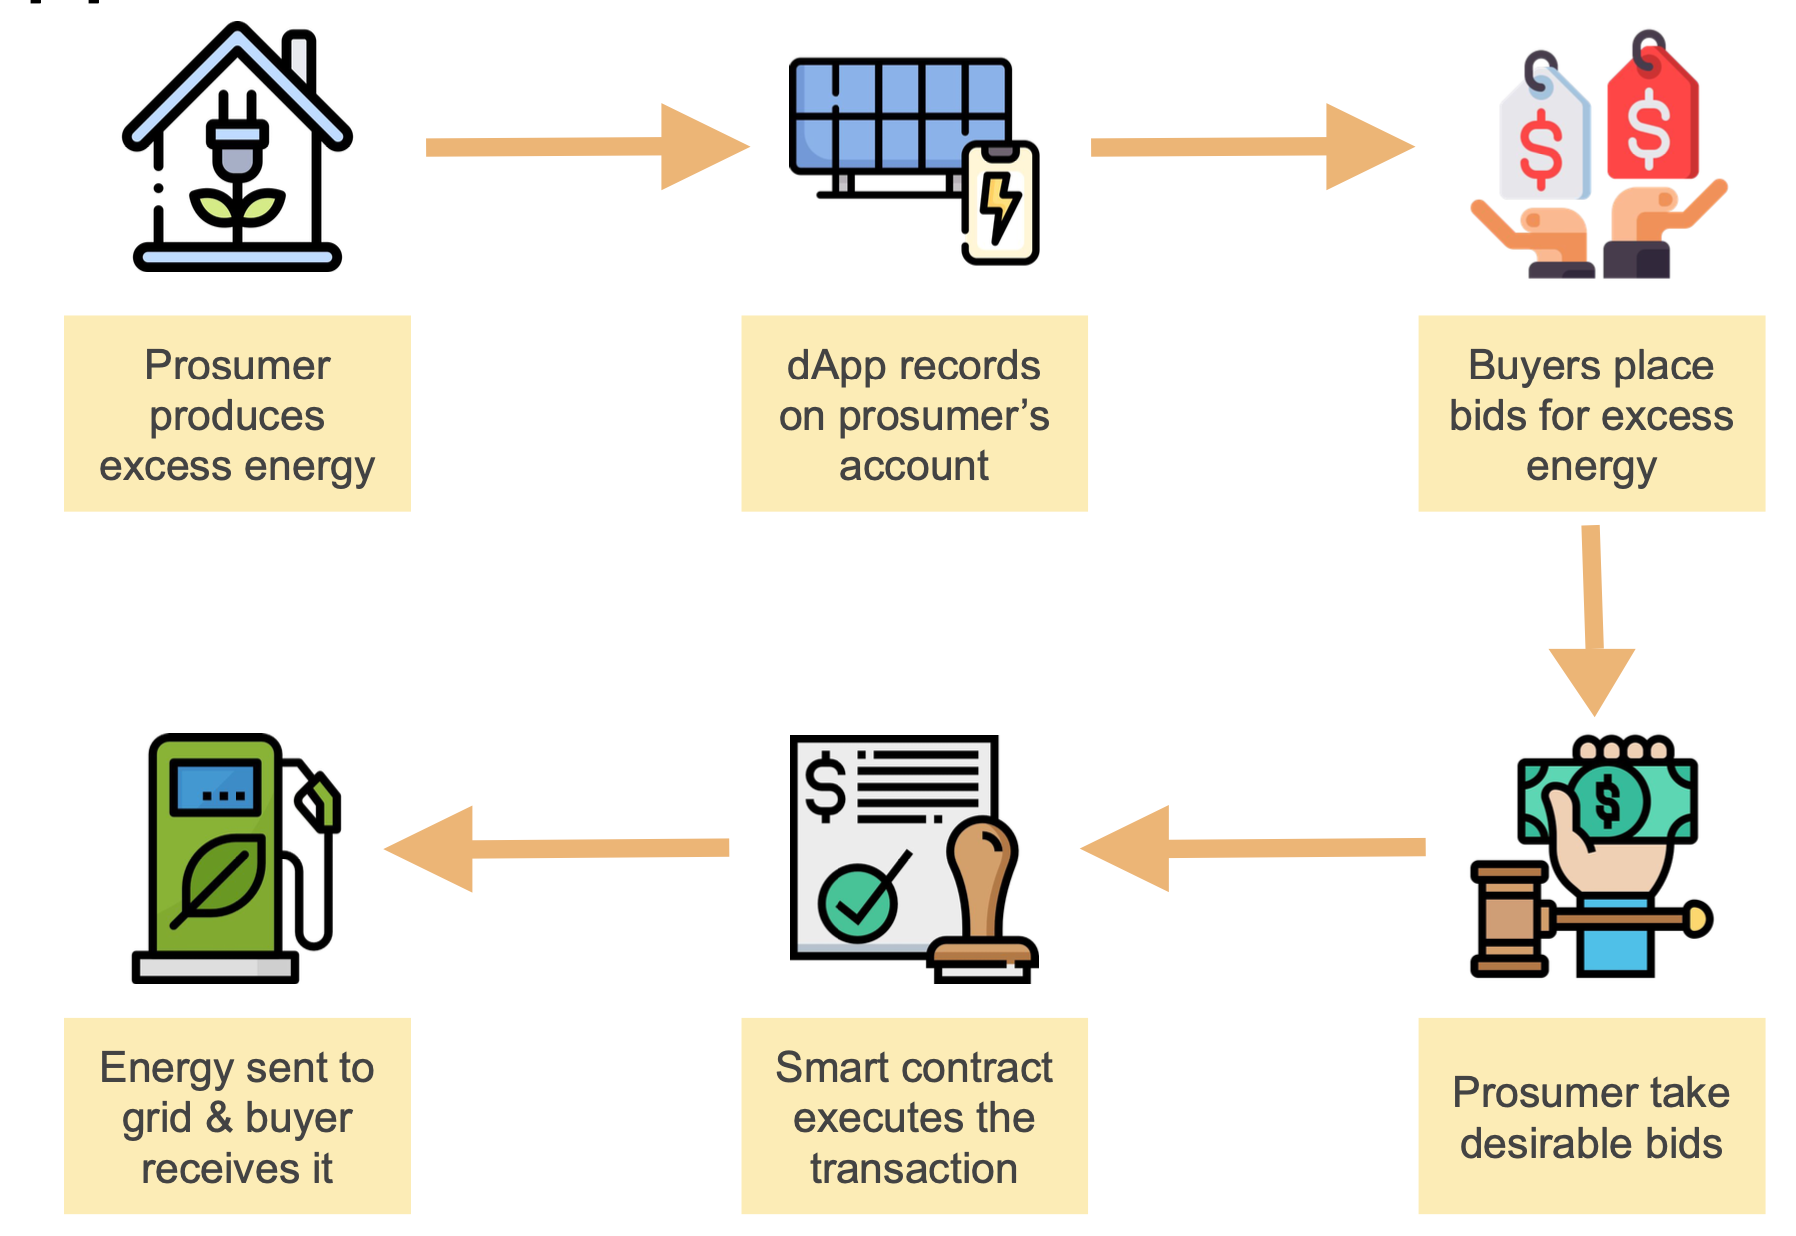 Prosumer
produces
excess energy
dApp records
on prosumer’s
account
Buyers place
bids for excess
energy
$
$
$
$
Energy sent to
grid & buyer
receives it
Smart contract
executes the
transaction
Prosumer take
desirable bids